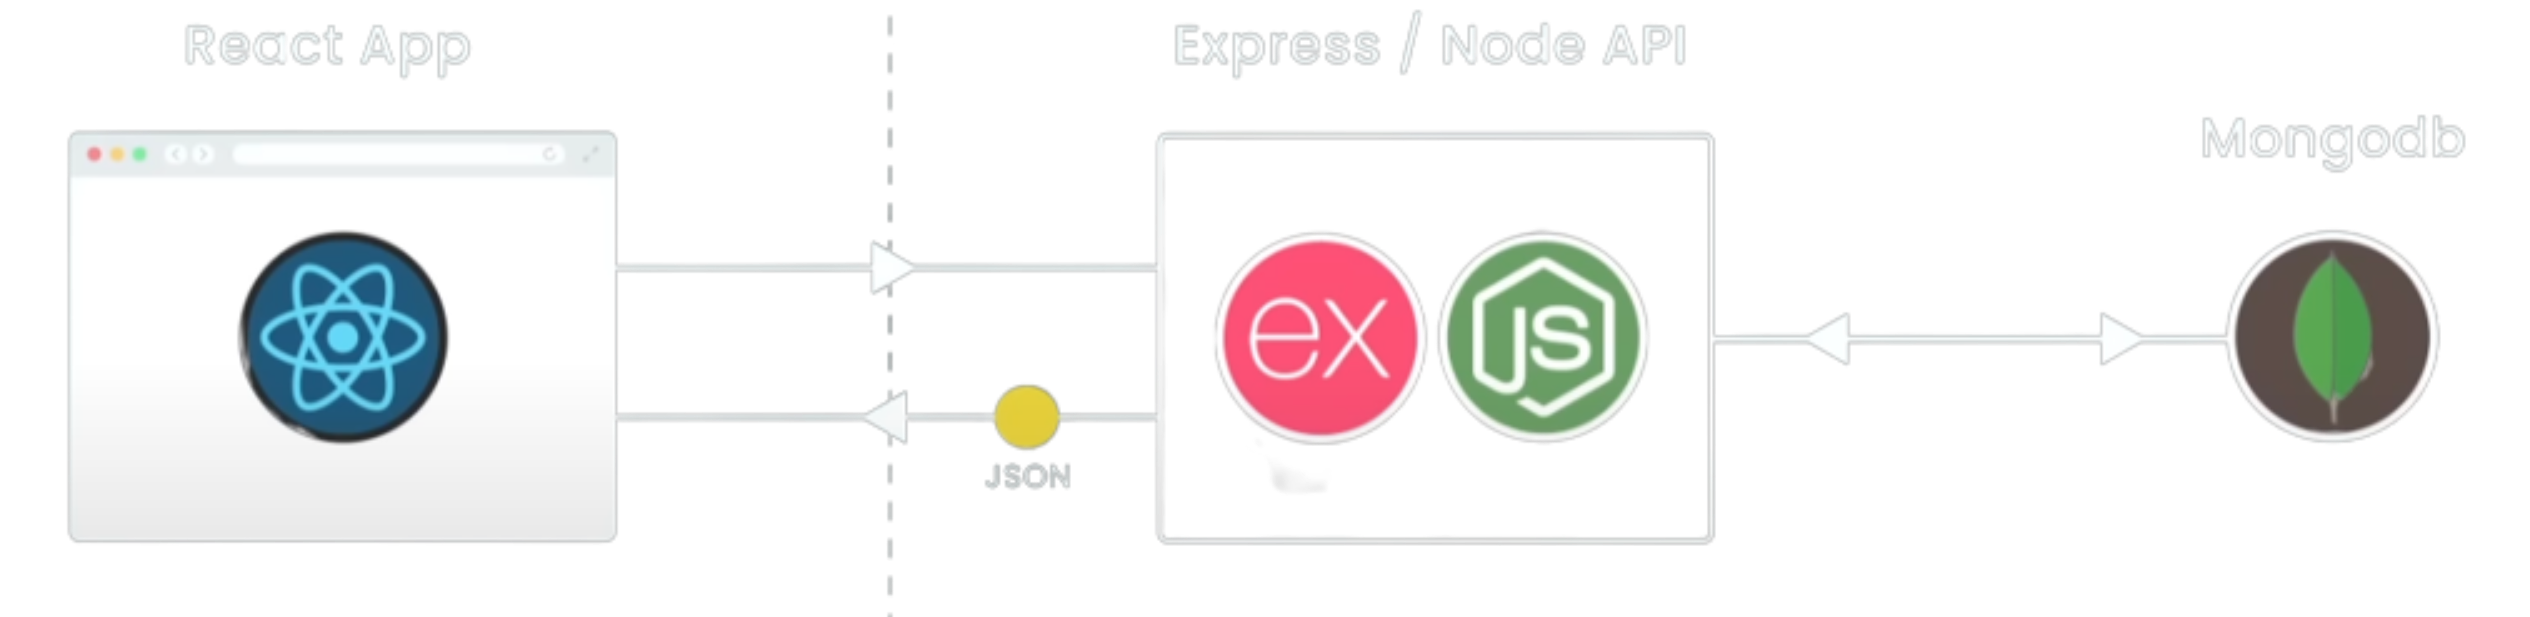 React App
Express / Node API
Mongodb
ex
JS
JSON